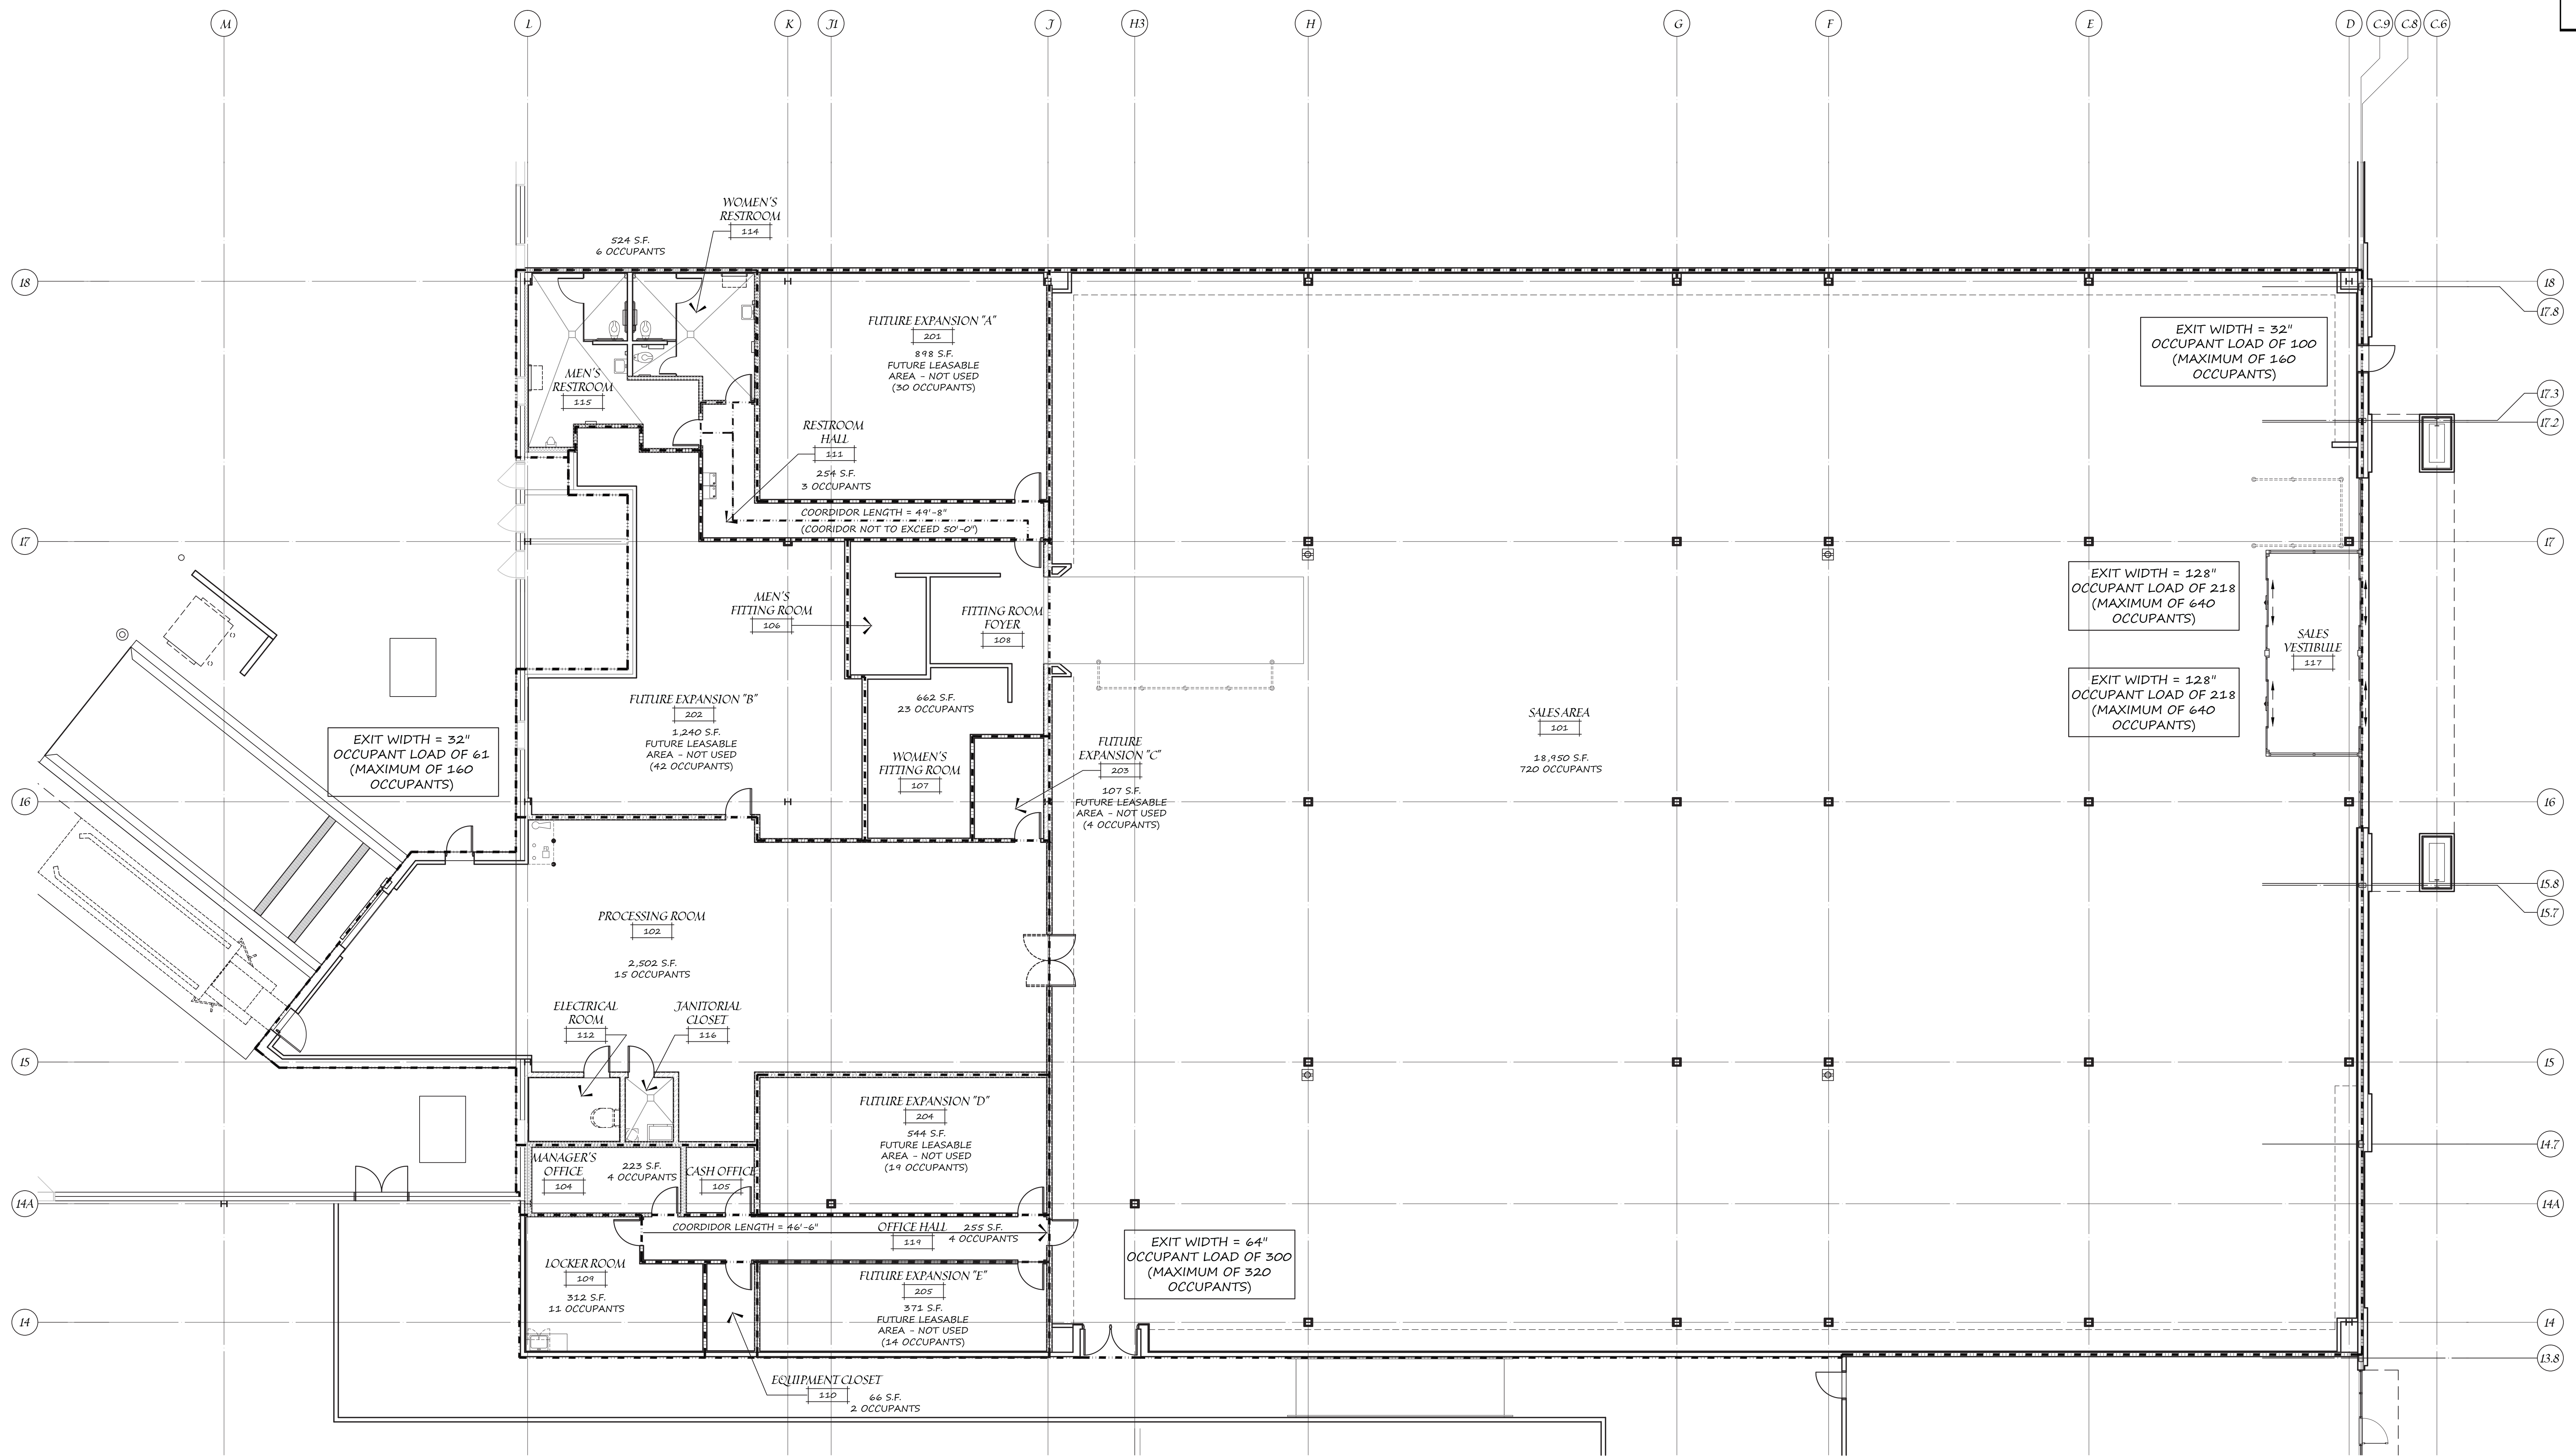 M
L
K
J1
J
H3
H
G
F
E
D
C.9
C.8
C.6
WOMEN'S
RESTROOM
114
524 S.F.
6 OCCUPANTS
18
18
17.8
FUTURE EXPANSION "A"
201
898 S.F.
FUTURE LEASABLE
AREA - NOT USED
(30 OCCUPANTS)
EXIT WIDTH = 32"
OCCUPANT LOAD OF 100
(MAXIMUM OF 160
OCCUPANTS)
MEN'S
RESTROOM
115
17.3
17.2
RESTROOM
HALL
111
254 S.F.
3 OCCUPANTS
COORDIDOR LENGTH = 49'-8"
(COORIDOR NOT TO EXCEED 50'-0")
17
17
MEN'S
FITTING ROOM
106
FITTING ROOM
FOYER
108
EXIT WIDTH = 128"
OCCUPANT LOAD OF 218
(MAXIMUM OF 640
OCCUPANTS)
SALES
VESTIBULE
117
EXIT WIDTH = 128"
OCCUPANT LOAD OF 218
(MAXIMUM OF 640
OCCUPANTS)
FUTURE EXPANSION "B"
202
1,240 S.F.
FUTURE LEASABLE
AREA - NOT USED
(42 OCCUPANTS)
662 S.F.
23 OCCUPANTS
SALES AREA
101
18,950 S.F.
720 OCCUPANTS
EXIT WIDTH = 32"
OCCUPANT LOAD OF 61
(MAXIMUM OF 160
OCCUPANTS)
WOMEN'S
FITTING ROOM
107
FUTURE
EXPANSION "C"
203
107 S.F.
FUTURE LEASABLE
AREA - NOT USED
(4 OCCUPANTS)
16
16
15.8
15.7
PROCESSING ROOM
102
2,502 S.F.
15 OCCUPANTS
ELECTRICAL
ROOM
112
JANITORIAL
CLOSET
116
15
15
FUTURE EXPANSION "D"
204
544 S.F.
FUTURE LEASABLE
AREA - NOT USED
(19 OCCUPANTS)
14.7
MANAGER'S
OFFICE
104
223 S.F.
4 OCCUPANTS
CASH OFFICE
105
14A
14A
COORDIDOR LENGTH = 46'-6"
OFFICE HALL
119
255 S.F.
4 OCCUPANTS
EXIT WIDTH = 64"
OCCUPANT LOAD OF 300
(MAXIMUM OF 320
OCCUPANTS)
LOCKER ROOM
109
312 S.F.
11 OCCUPANTS
FUTURE EXPANSION "E"
205
371 S.F.
FUTURE LEASABLE
AREA - NOT USED
(14 OCCUPANTS)
14
14
13.8
EQUIPMENT CLOSET
110
66 S.F.
2 OCCUPANTS